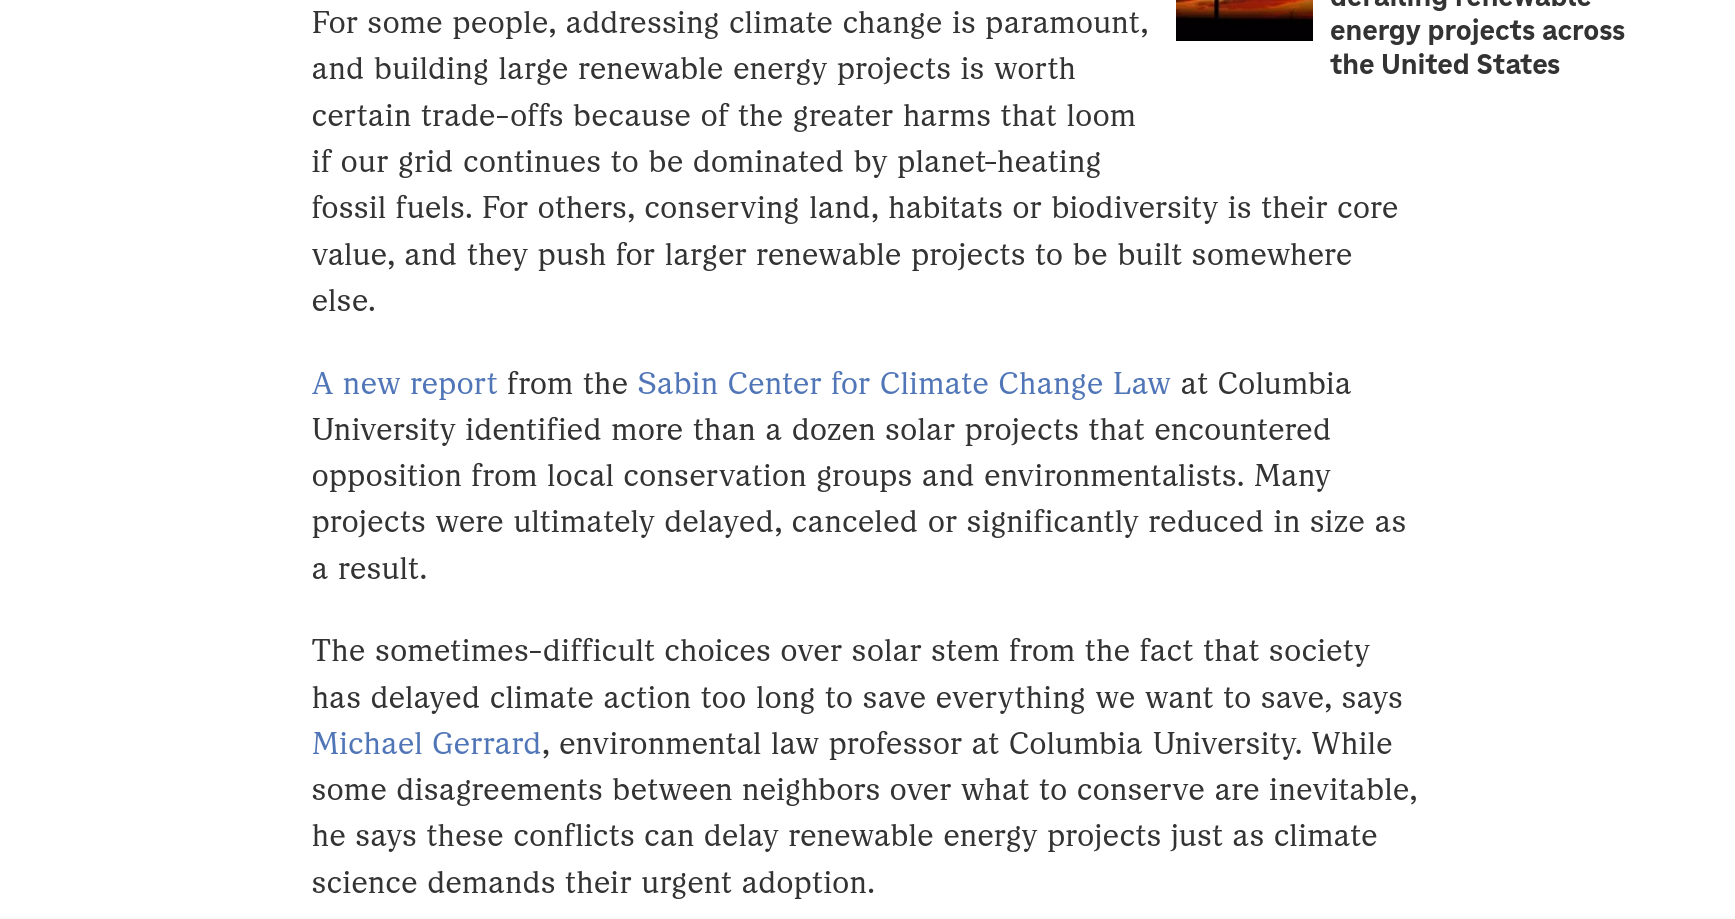 For some people, addressing climate change is paramount,
and building large renewable energy projects is worth
certain trade-offs because of the greater harms that loom
if our grid continues to be dominated by planet-heating
fossil fuels. For others, conserving land, habitats or biodiversity is their core
value, and they push for larger renewable projects to be built somewhere
else.
derailing renewable
energy projects across
the United States
A new report from the Sabin Center for Climate Change Law at Columbia
University identified more than a dozen solar projects that encountered
opposition from local conservation groups and environmentalists. Many
projects were ultimately delayed, canceled or significantly reduced in size as
a result.
The sometimes-difficult choices over solar stem from the fact that society
has delayed climate action too long to save everything we want to save, says
Michael Gerrard, environmental law professor at Columbia University. While
some disagreements between neighbors over what to conserve are inevitable,
he says these conflicts can delay renewable energy projects just as climate
science demands their urgent adoption.